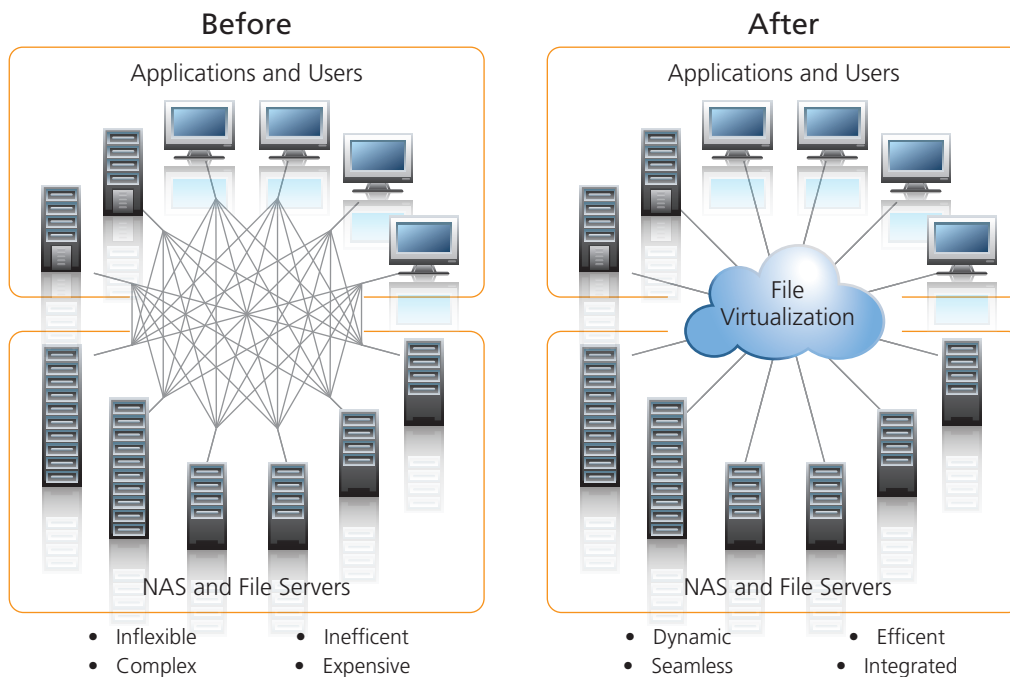 Before
Applications and Users
NAS and File Servers
• Inflexible
• Inefficent
• Complex
• Expensive
After
Applications and Users
File
Virtualization
NAS and File Servers
• Dynamic
• Efficent
• Seamless
• Integrated